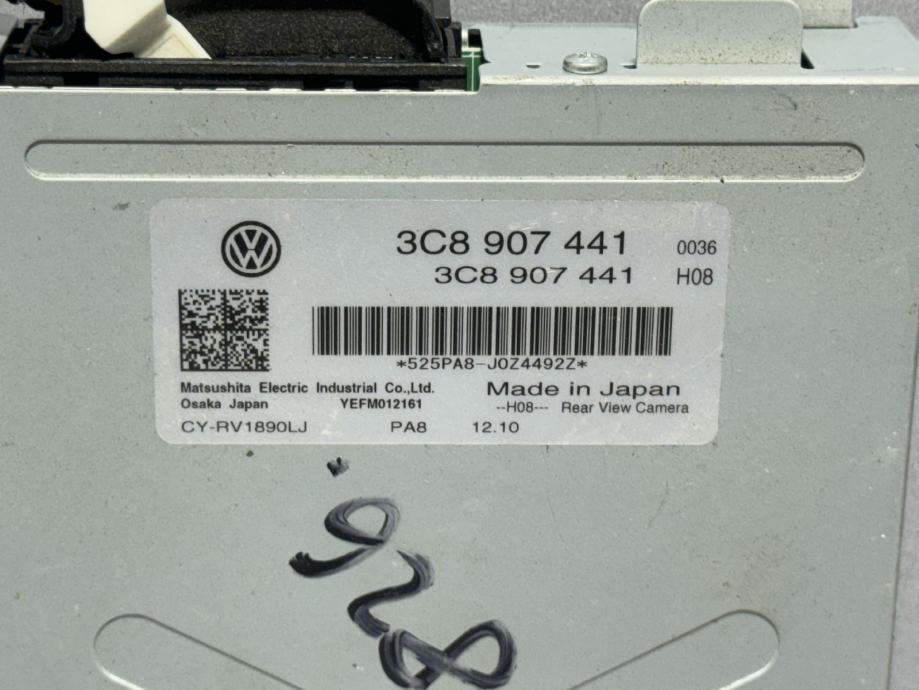 3C8 907 441 0036
3C8 907 441 H08
*525PA8-J0Z4492Z*
Matsushita Electric Industrial Co.,Ltd.
Made in Japan
Osaka Japan YEFM012161
--H08--- Rear View Camera
CY-RV1890LJ PA8 12.10
928